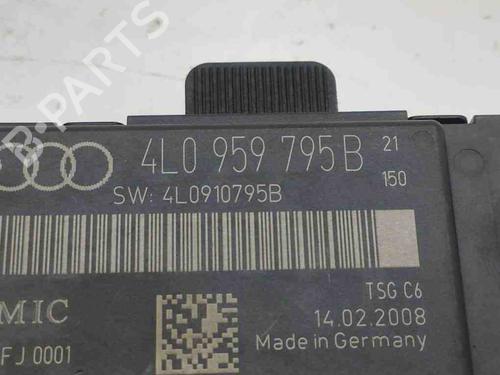 B-PARTS
4L0 959 795 B 21
150
SW: 4L0910795B
TSG C6
MIC
14.02.2008
FJ 0001
Made in Germany